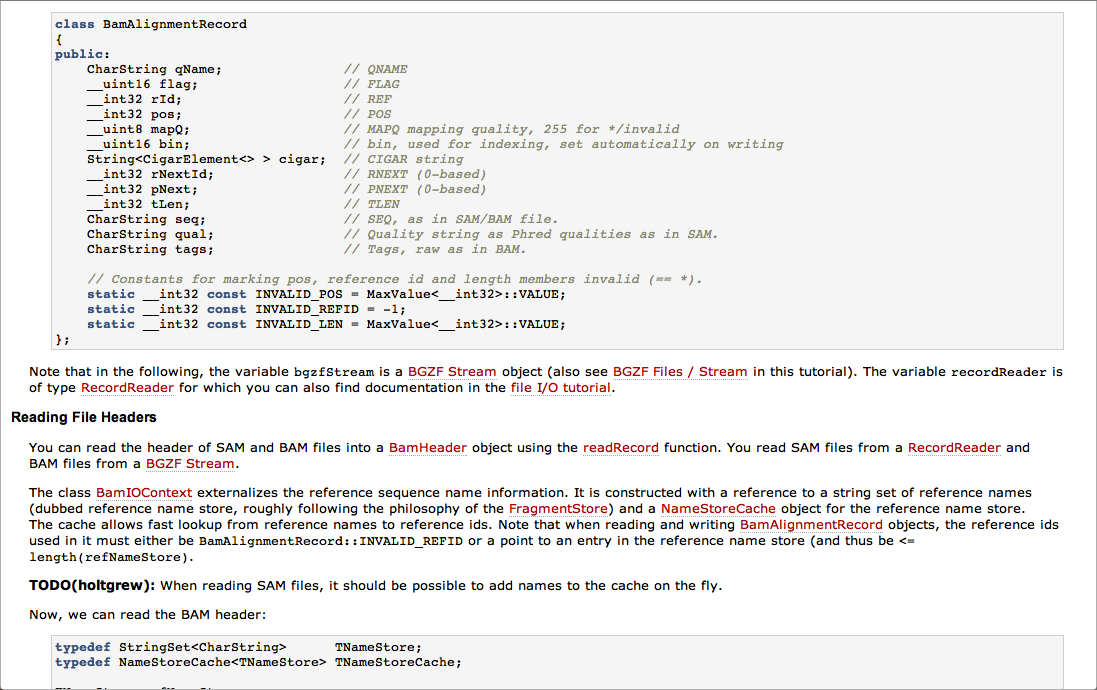 class BamAlignmentRecord
{
public:
    CharString qName;               // QNAME
    __uint16 flag;                  // FLAG
    __int32 rId;                    // REF
    __int32 pos;                    // POS
    __uint8 mapQ;                   // MAPQ mapping quality, 255 for */invalid
    __uint16 bin;                   // bin, used for indexing, set automatically on writing
    String<CigarElement<> > cigar;  // CIGAR string
    __int32 rNextId;                // RNEXT (0-based)
    __int32 pNext;                  // PNEXT (0-based)
    __int32 tLen;                   // TLEN
    CharString seq;                 // SEQ, as in SAM/BAM file.
    CharString qual;                // Quality string as Phred qualities as in SAM.
    CharString tags;                // Tags, raw as in BAM.
    // Constants for marking pos, reference id and length members invalid (== *).
    static __int32 const INVALID_POS = MaxValue<__int32>::VALUE;
    static __int32 const INVALID_REFID = -1;
    static __int32 const INVALID_LEN = MaxValue<__int32>::VALUE;
};
Note that in the following, the variable bgzfStream is a BGZF Stream object (also see BGZF Files / Stream in this tutorial). The variable recordReader is
of type RecordReader for which you can also find documentation in the file I/O tutorial.
Reading File Headers
You can read the header of SAM and BAM files into a BamHeader object using the readRecord function. You read SAM files from a RecordReader and
BAM files from a BGZF Stream.
The class BamIOContext externalizes the reference sequence name information. It is constructed with a reference to a string set of reference names
(dubbed reference name store, roughly following the philosophy of the FragmentStore) and a NameStoreCache object for the reference name store.
The cache allows fast lookup from reference names to reference ids. Note that when reading and writing BamAlignmentRecord objects, the reference ids
used in it must either be BamAlignmentRecord::INVALID_REFID or a point to an entry in the reference name store (and thus be <=
length(refNameStore).
TODO(holtgrew): When reading SAM files, it should be possible to add names to the cache on the fly.
Now, we can read the BAM header:
typedef StringSet<CharString>      TNameStore;
typedef NameStoreCache<TNameStore> TNameStoreCache;